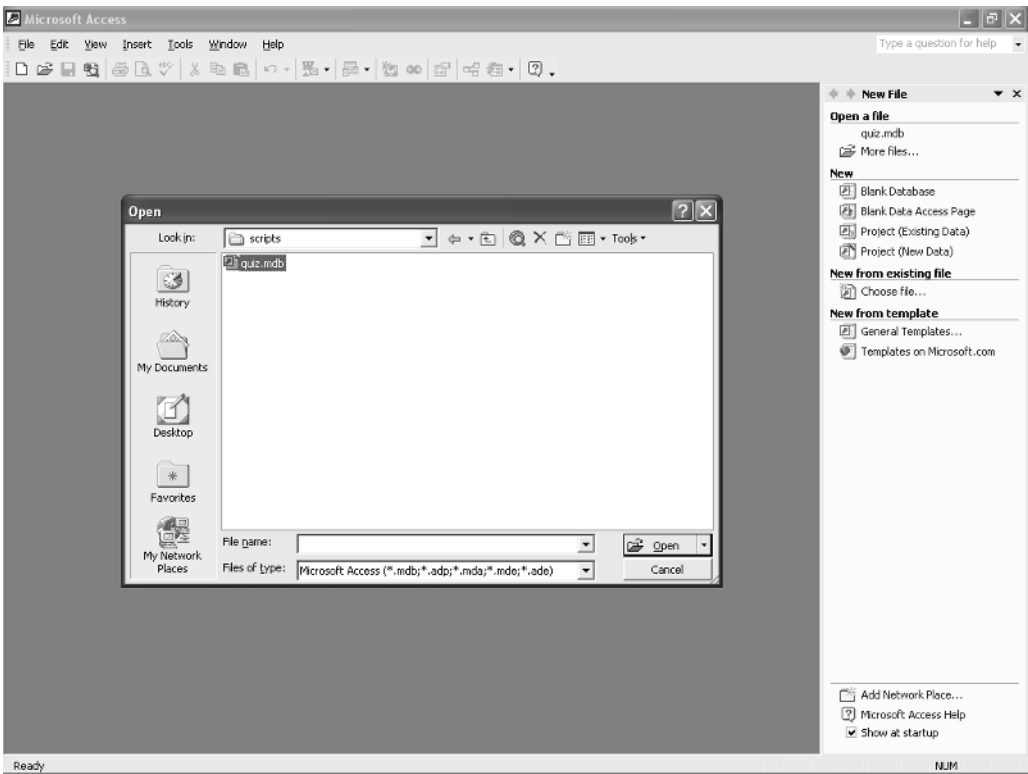 Microsoft Access
File Edit View Insert Tools Window Help
Type a question for help
New File
Open a file
quiz.mdb
More files...
New
Blank Database
Blank Data Access Page
Project (Existing Data)
Project (New Data)
New from existing file
Choose file...
New from template
General Templates...
Templates on Microsoft.com
Open
Look in:
scripts
Tools
quiz.mdb
History
My Documents
Desktop
Favorites
My Network
Places
File name:
Open
Files of type:
Microsoft Access (*.mdb;*.adp;*.mda;*.mde;*.ade)
Cancel
Add Network Place...
Microsoft Access Help
Show at startup
Ready
NUM